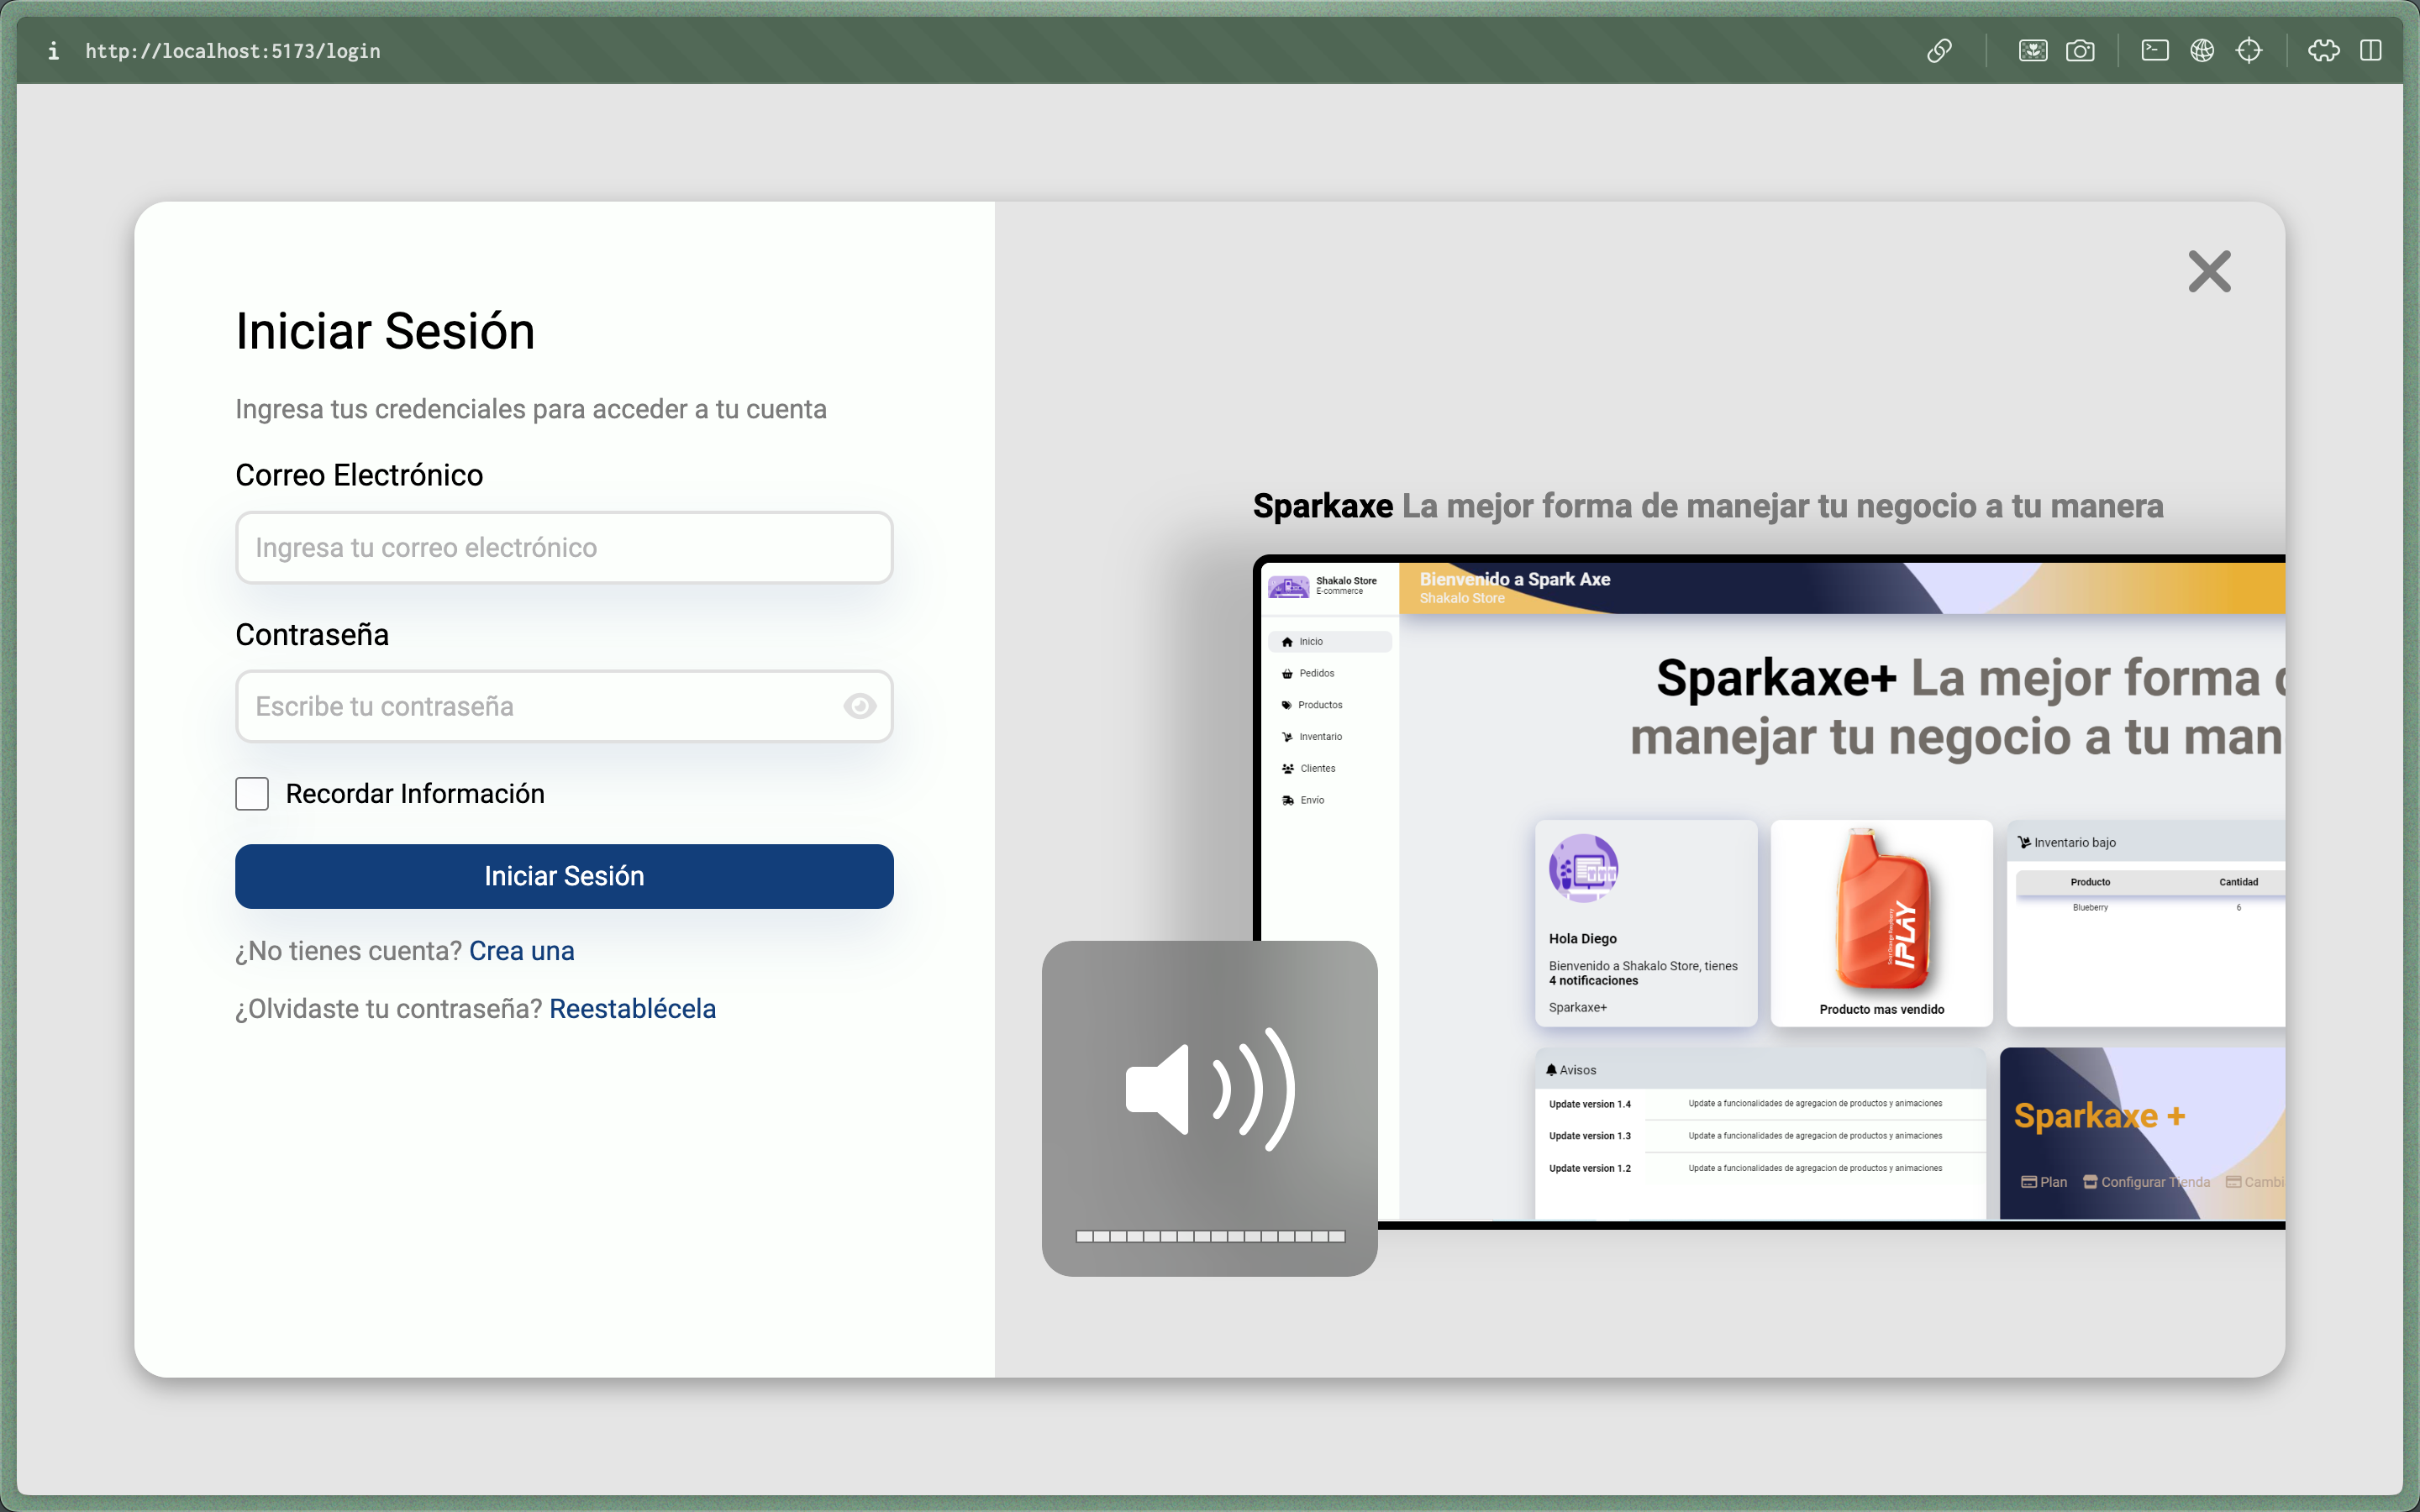 http://localhost:5173/login
Iniciar Sesión
Ingresa tus credenciales para acceder a tu cuenta
Correo Electrónico
Ingresa tu correo electrónico
Contraseña
Escribe tu contraseña
Recordar Información
Iniciar Sesión
¿No tienes cuenta? Crea una
¿Olvidaste tu contraseña? Reestablécela
Sparkaxe La mejor forma de manejar tu negocio a tu manera
Shakalo Store
E-commerce
Bienvenido a Spark Axe
Shakalo Store
Inicio
Pedidos
Productos
Inventario
Clientes
Envío
Sparkaxe+ La mejor forma
manejar tu negocio a tu man
Hola Diego
Bienvenido a Shakalo Store, tienes
4 notificaciones
Sparkaxe+
IPLAY
Producto mas vendido
Inventario bajo
Producto Cantidad
Blueberry 6
Avisos
Update version 1.4 Update a funcionalidades de agregacion de productos y animaciones
Update version 1.3 Update a funcionalidades de agregacion de productos y animaciones
Update version 1.2 Update a funcionalidades de agregacion de productos y animaciones
Sparkaxe +
Plan Configurar Tienda Cambi